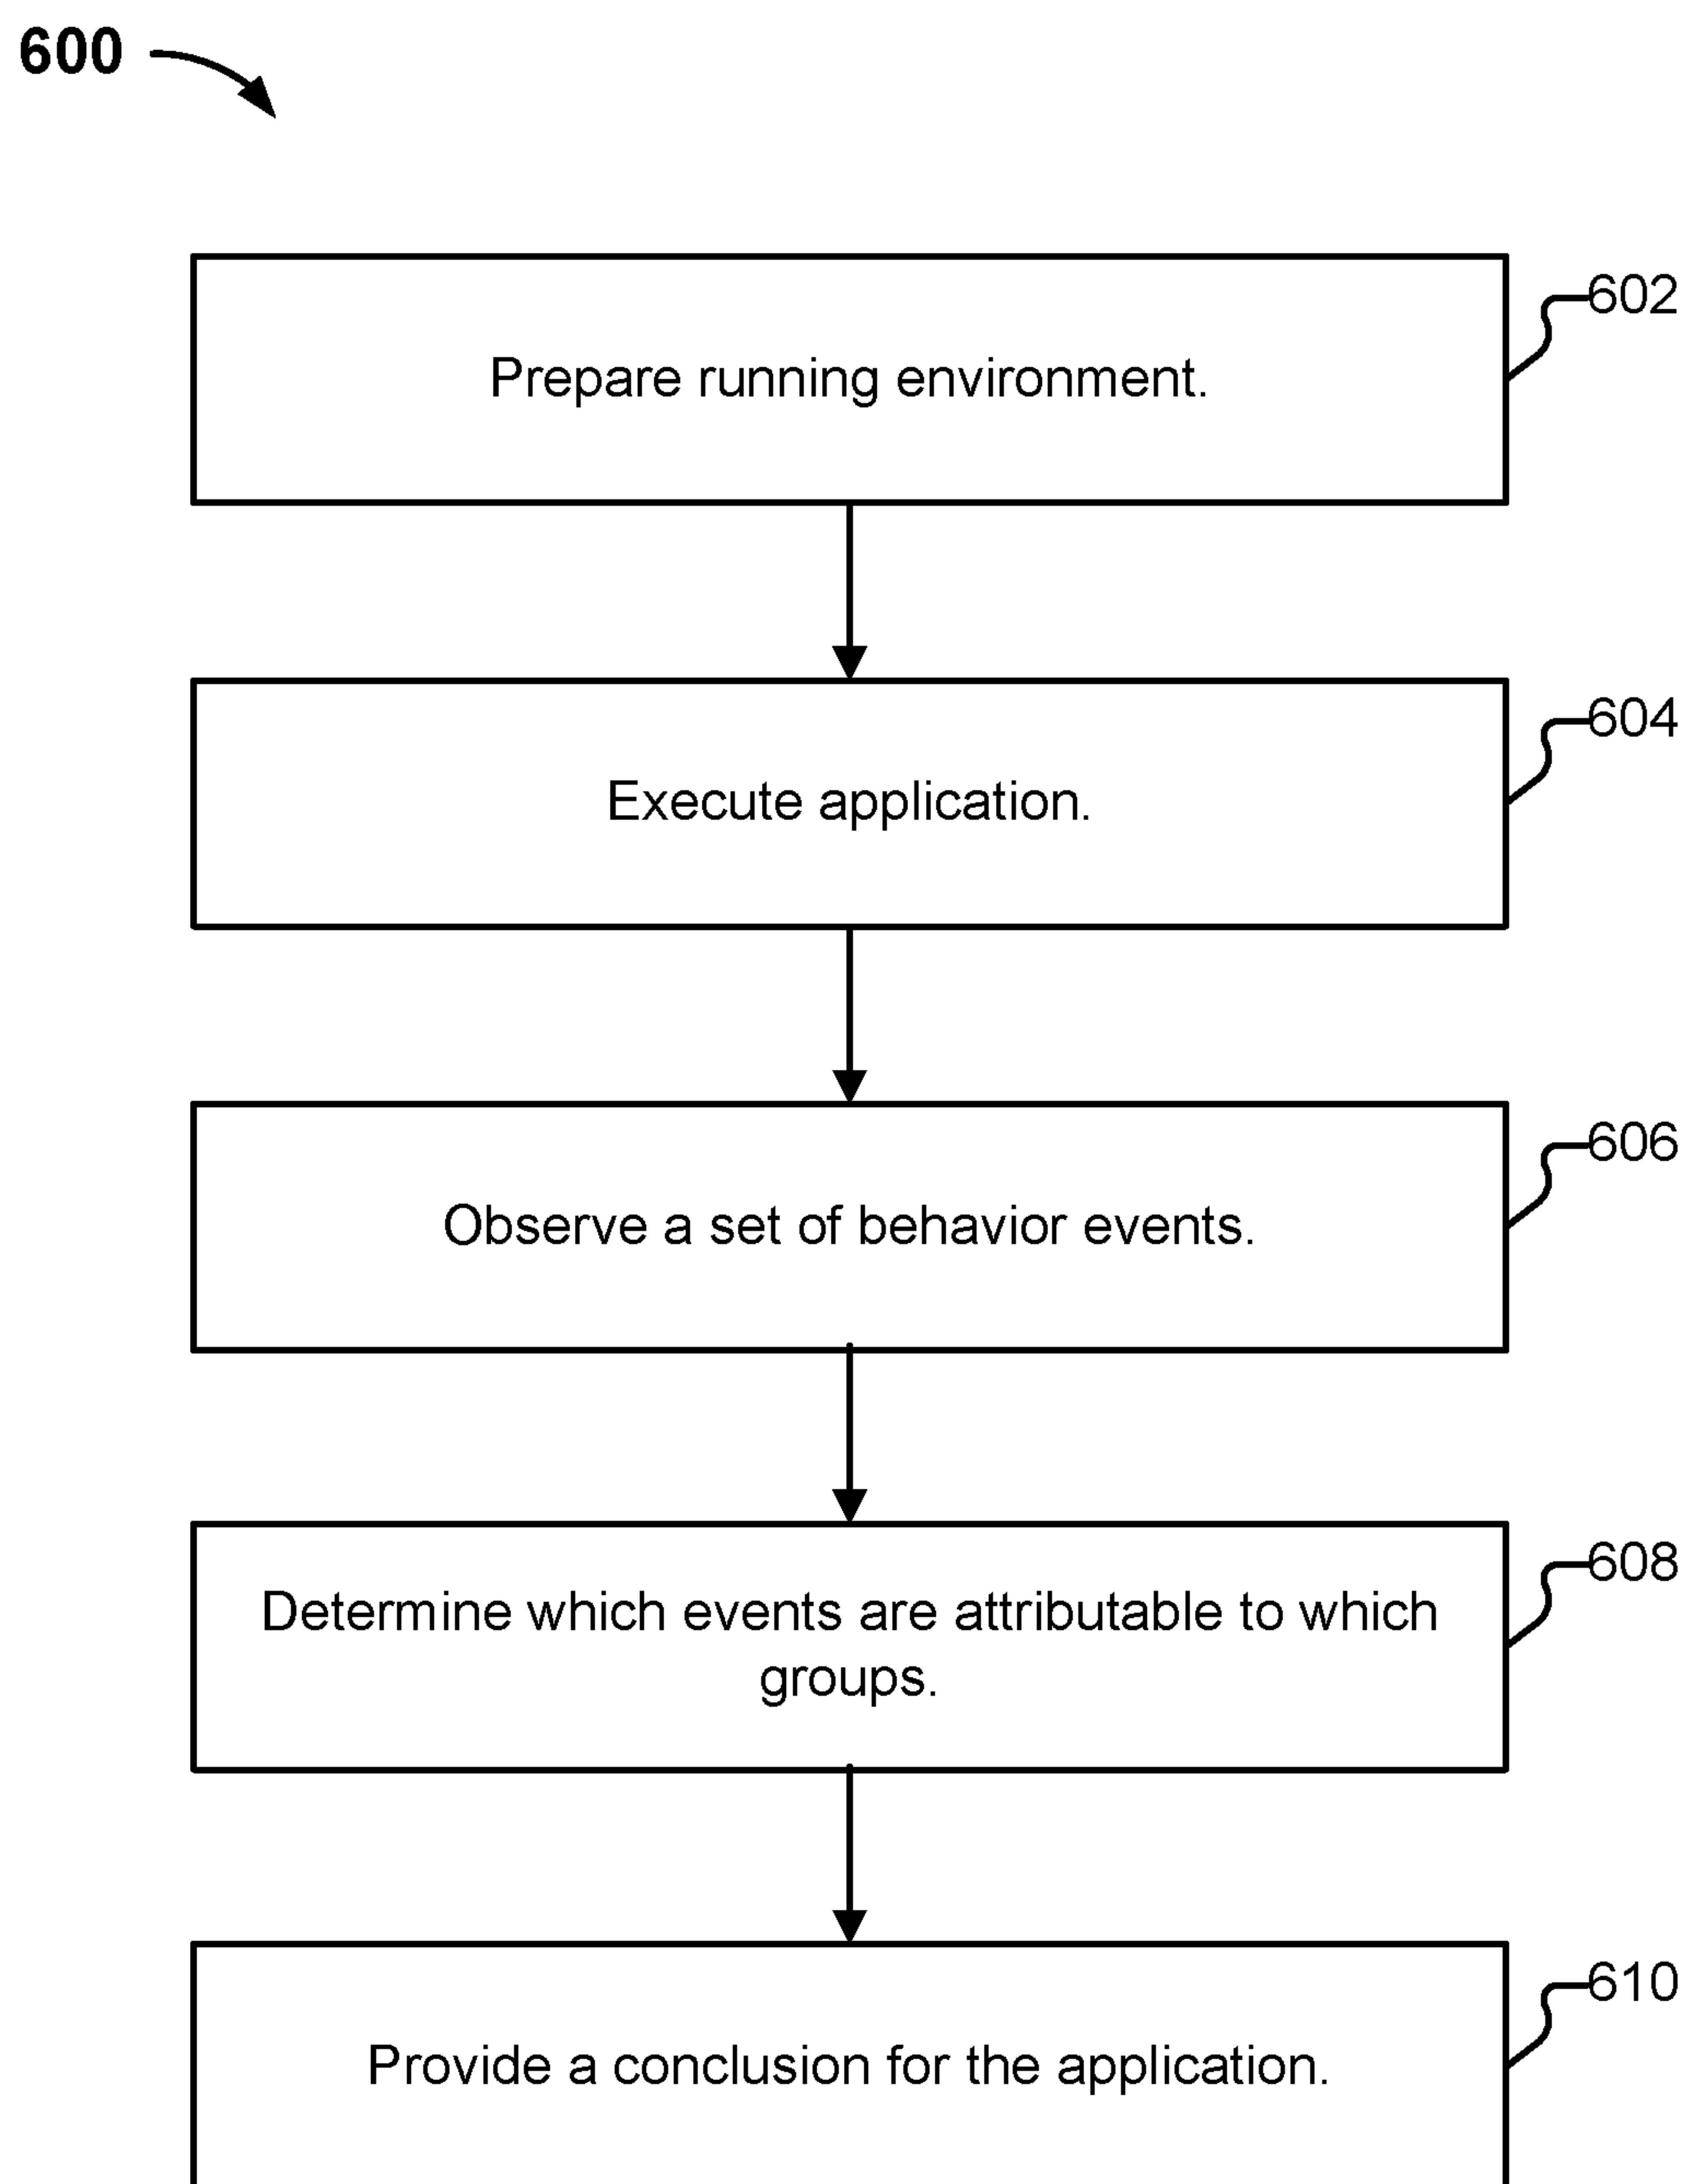 600
602
Prepare running environment.
604
Execute application.
606
Observe a set of behavior events.
608
Determine which events are attributable to which
groups.
610
Provide a conclusion for the application.